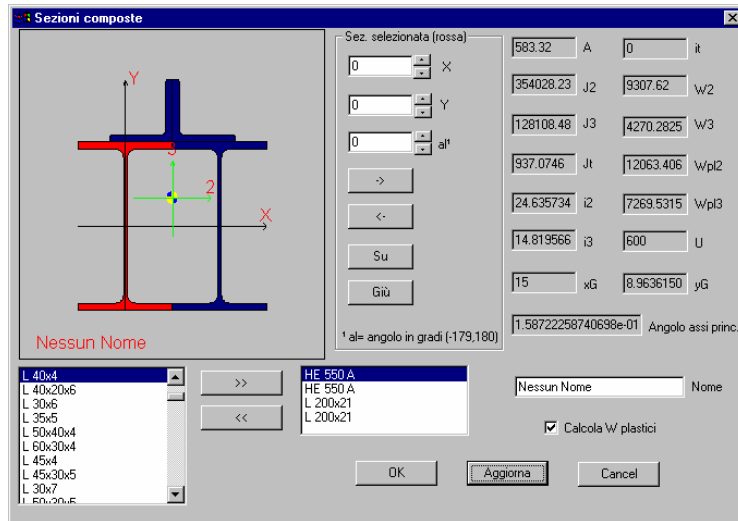 Sezioni composte
Y
3
2
X
Nessun Nome
Sez. selezionata (rossa)
0 X
0 Y
0 al¹
->
<-
Su
Giù
¹ al= angolo in gradi (-179,180)
583.32 A 0 it
354028.23 J2 9307.62 W2
128108.48 J3 4270.2825 W3
937.0746 Jt 12063.406 Wpl2
24.635734 i2 7269.5315 Wpl3
14.819566 i3 600 U
15 xG 8.9636150 yG
1.58722258740698e-01 Angolo assi princ.
L 40x4
L 40x20x6
L 30x6
L 35x5
L 50x40x4
L 60x30x4
L 45x4
L 45x30x5
L 30x7
L 50x30x5
>>
<<
HE 550 A
HE 550 A
L 200x21
L 200x21
Nessun Nome Nome
Calcola W plastici
OK
Aggiorna
Cancel